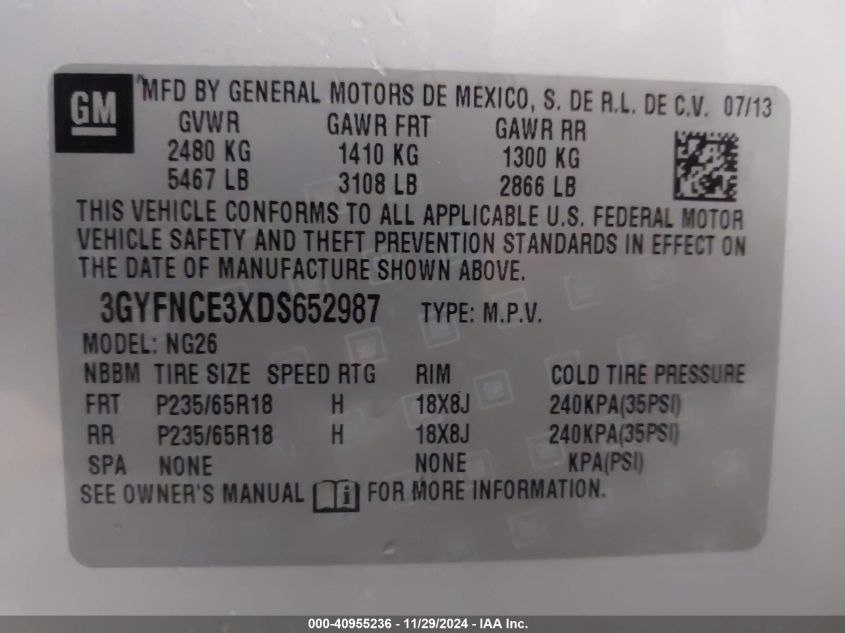 GM
MFD BY GENERAL MOTORS DE MEXICO, S. DE R.L. DE C.V. 07/13
GVWR GAWR FRT GAWR RR
2480 KG 1410 KG 1300 KG
5467 LB 3108 LB 2866 LB
THIS VEHICLE CONFORMS TO ALL APPLICABLE U.S. FEDERAL MOTOR
VEHICLE SAFETY AND THEFT PREVENTION STANDARDS IN EFFECT ON
THE DATE OF MANUFACTURE SHOWN ABOVE.
3GYFNCE3XDS652987 TYPE: M.P.V.
MODEL: NG26
NBBM TIRE SIZE SPEED RTG RIM COLD TIRE PRESSURE
FRT P235/65R18 H 18X8J 240KPA(35PSI)
RR P235/65R18 H 18X8J 240KPA(35PSI)
SPA NONE NONE KPA(PSI)
SEE OWNER'S MANUAL FOR MORE INFORMATION.
000-40955236 - 11/29/2024 - IAA Inc.